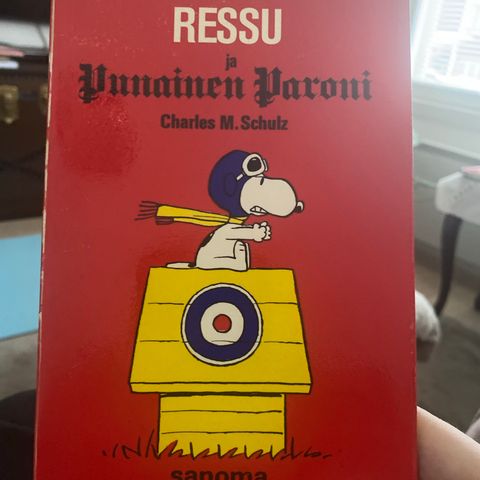 RESSU
ja
Punainen Paroni
Charles M. Schulz
sanoma